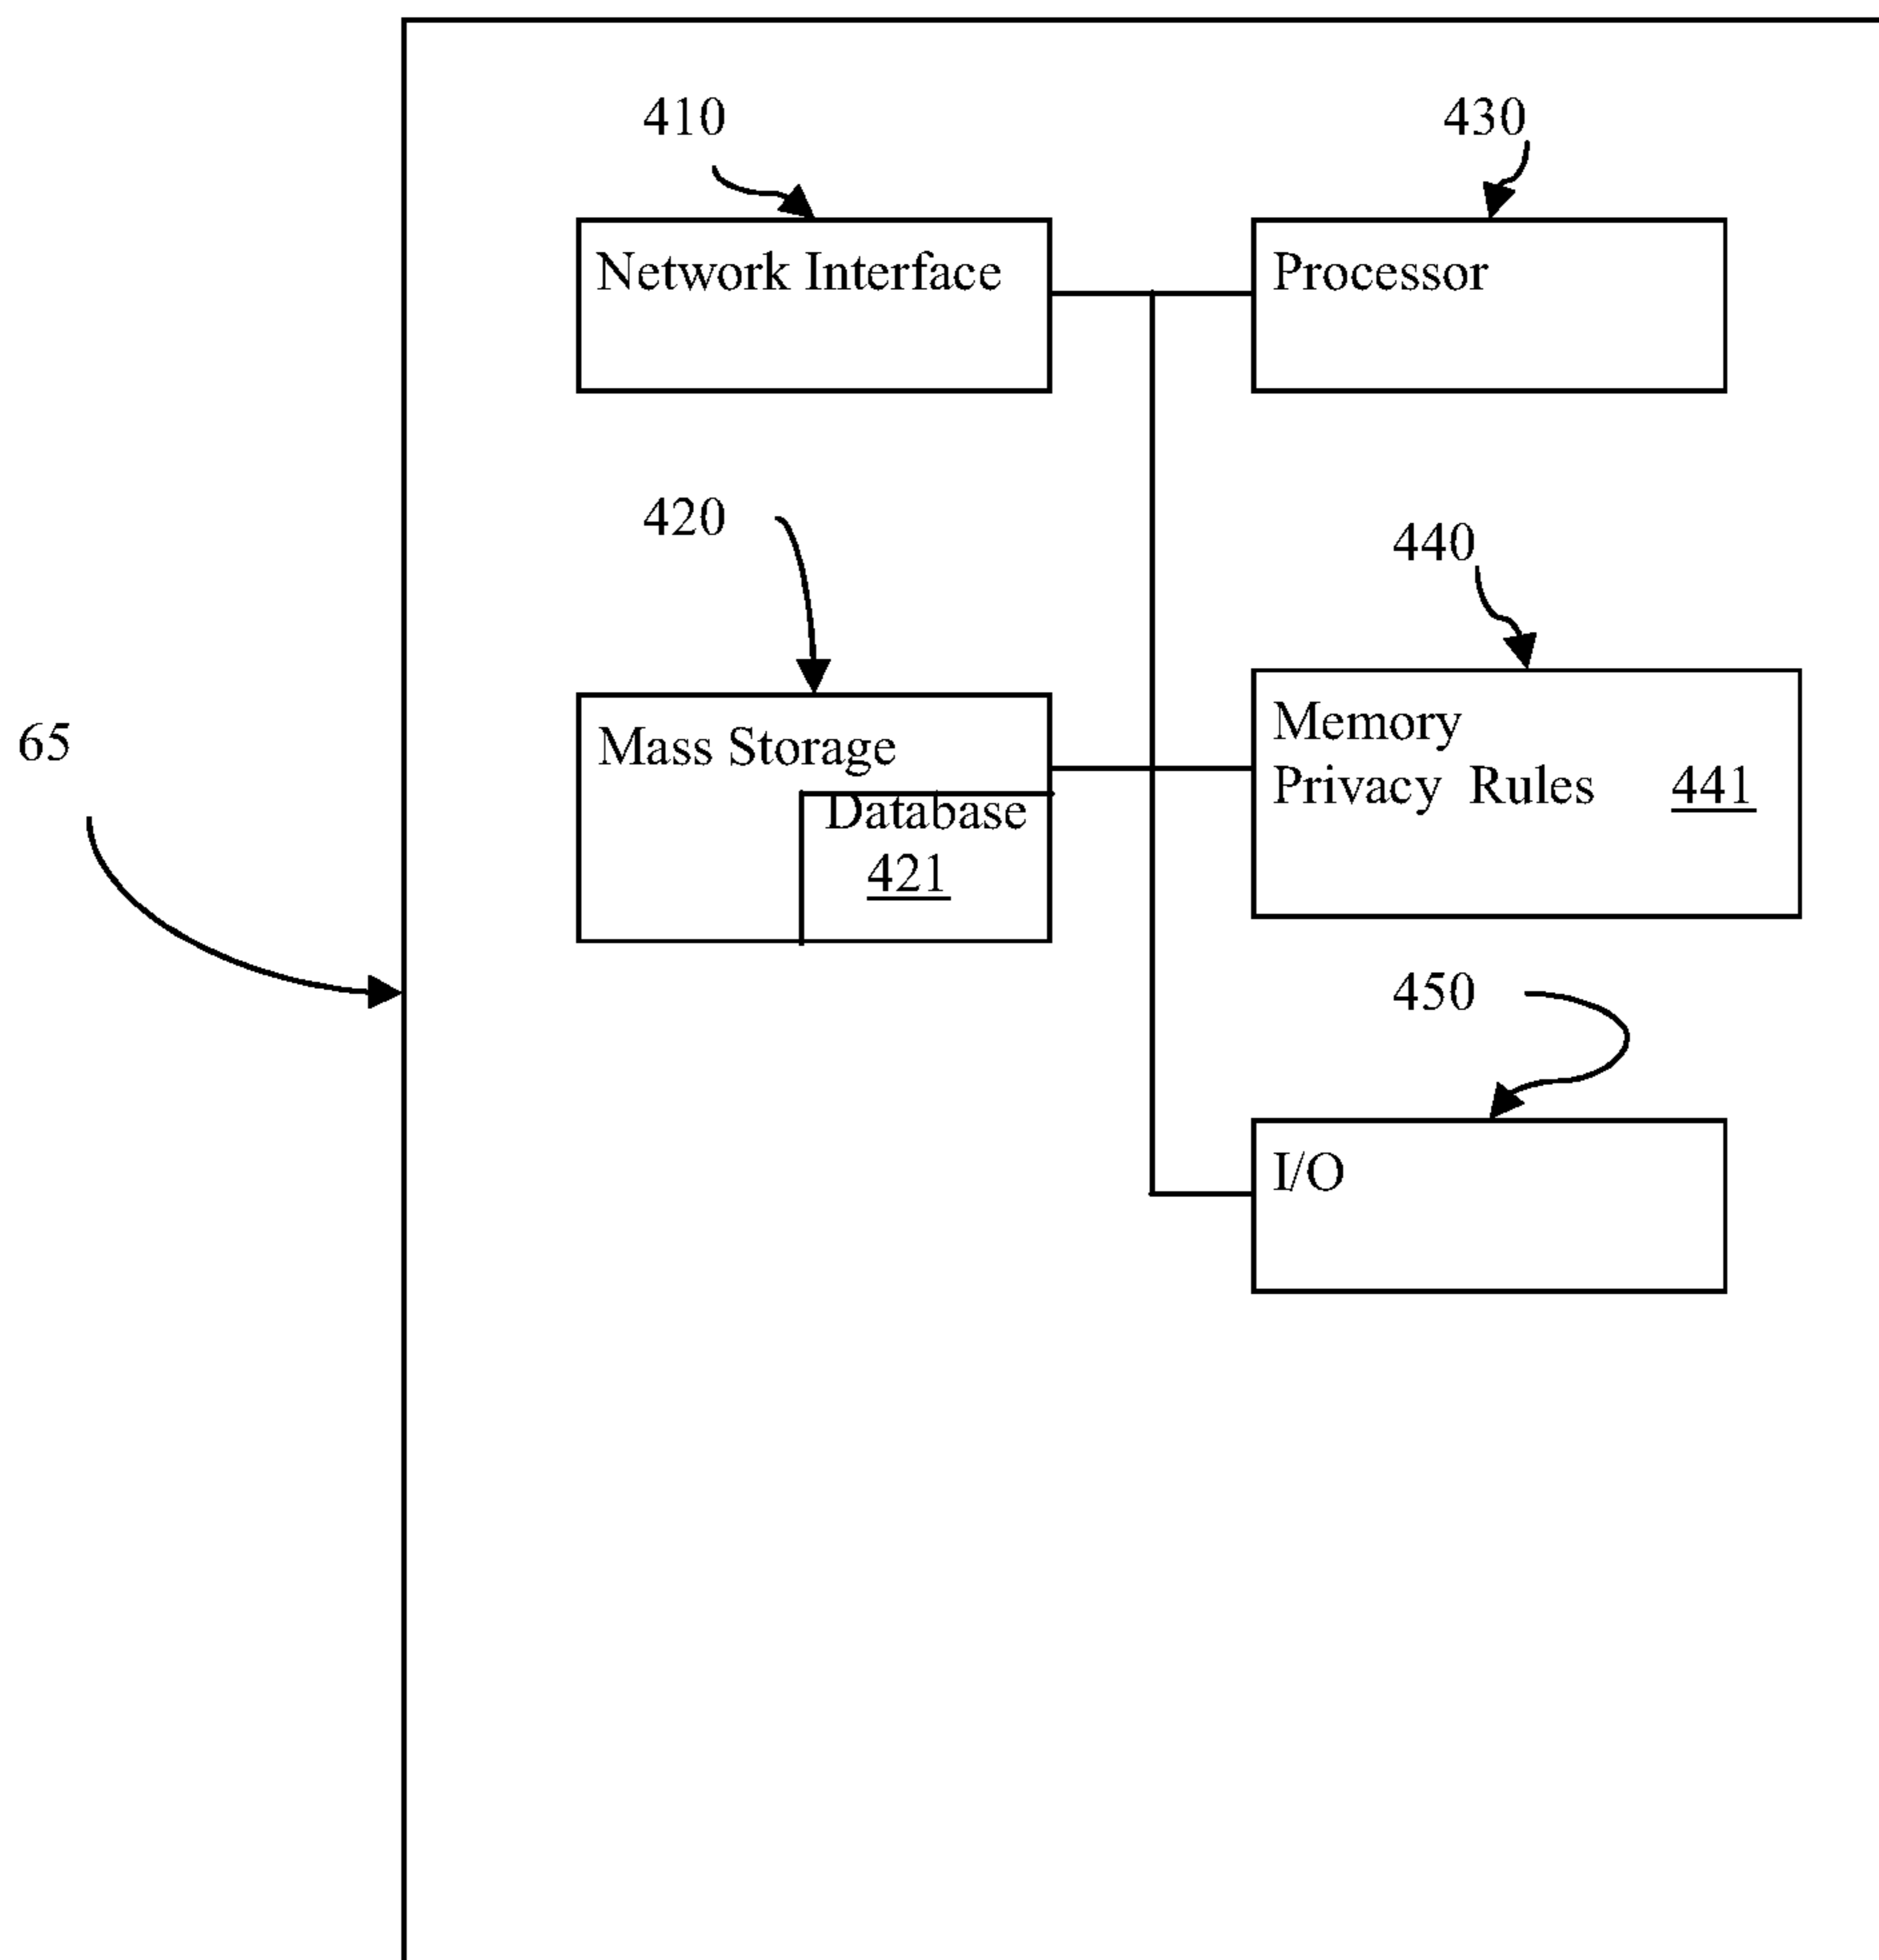 410
430
Network Interface
Processor
420
440
65
Mass Storage
Database
421
Memory
Privacy Rules 441
450
I/O